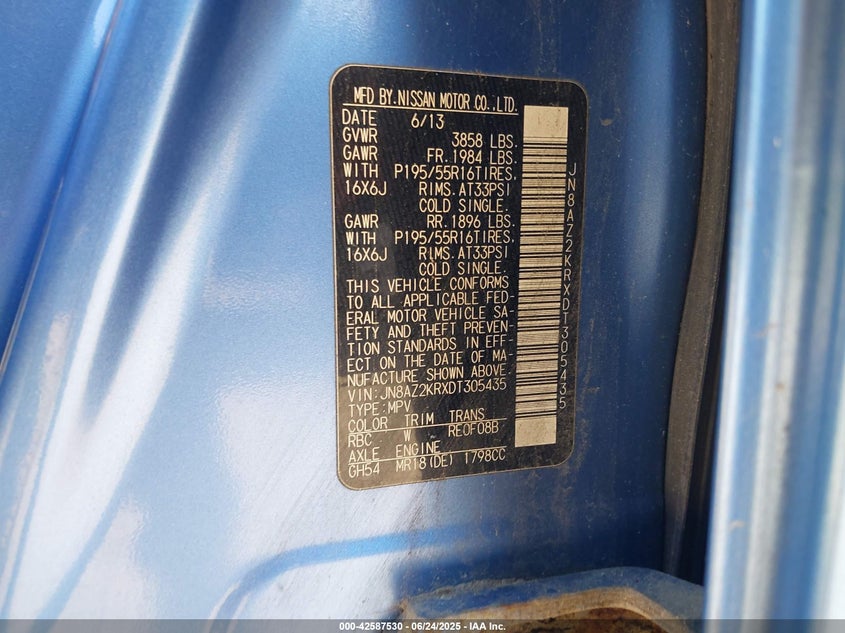 MFD BY.NISSAN MOTOR CO.,LTD.
DATE 6/13
GVWR 3858 LBS.
GAWR FR.1984 LBS.
WITH P195/55R16TIRES.
16X6J RIMS.AT33PSI
COLD SINGLE.
GAWR RR.1896 LBS.
WITH P195/55R16TIRES.
16X6J RIMS.AT33PSI
COLD SINGLE.
THIS VEHICLE CONFORMS
TO ALL APPLICABLE FED-
ERAL MOTOR VEHICLE SA-
FETY AND THEFT PREVEN-
TION STANDARDS IN EFF-
ECT ON THE DATE OF MA-
NUFACTURE SHOWN ABOVE.
VIN:JN8AZ2KRXDT305435
TYPE:MPV
COLOR TRIM TRANS
RBC W RE0F08B
AXLE ENGINE
GH54 MR18(DE) 1798CC
JN8AZ2KRXDT305435
000-42587530 - 06/24/2025 - IAA Inc.